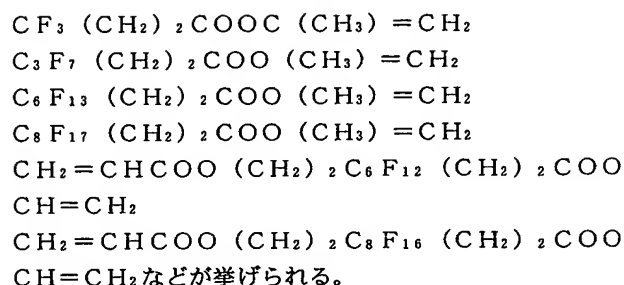 CF₃(CH₂)₂COOC(CH₃)=CH₂
C₃F₇(CH₂)₂COO(CH₃)=CH₂
C₆F₁₃(CH₂)₂COO(CH₃)=CH₂
C₈F₁₇(CH₂)₂COO(CH₃)=CH₂
CH₂=CHCOO(CH₂)₂C₆F₁₂(CH₂)₂COO
CH=CH₂
CH₂=CHCOO(CH₂)₂C₈F₁₆(CH₂)₂COO
CH=CH₂などが挙げられる。